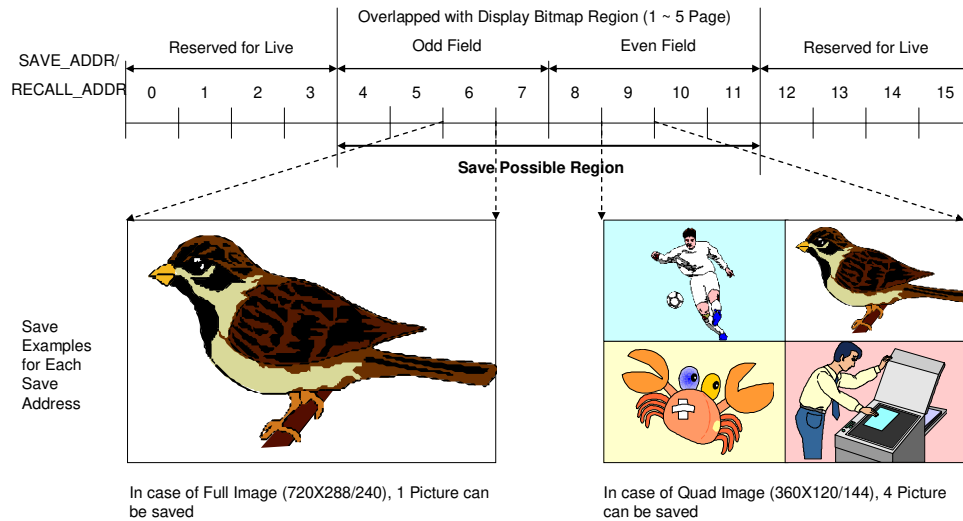 Overlapped with Display Bitmap Region (1 ~ 5 Page)
Reserved for Live
Odd Field
Even Field
Reserved for Live
SAVE_ADDR/
RECALL_ADDR
0 1 2 3 4 5 6 7 8 9 10 11 12 13 14 15
Save Possible Region
Save
Examples
for Each
Save
Address
In case of Full Image (720X288/240), 1 Picture can
be saved
In case of Quad Image (360X120/144), 4 Picture
can be saved